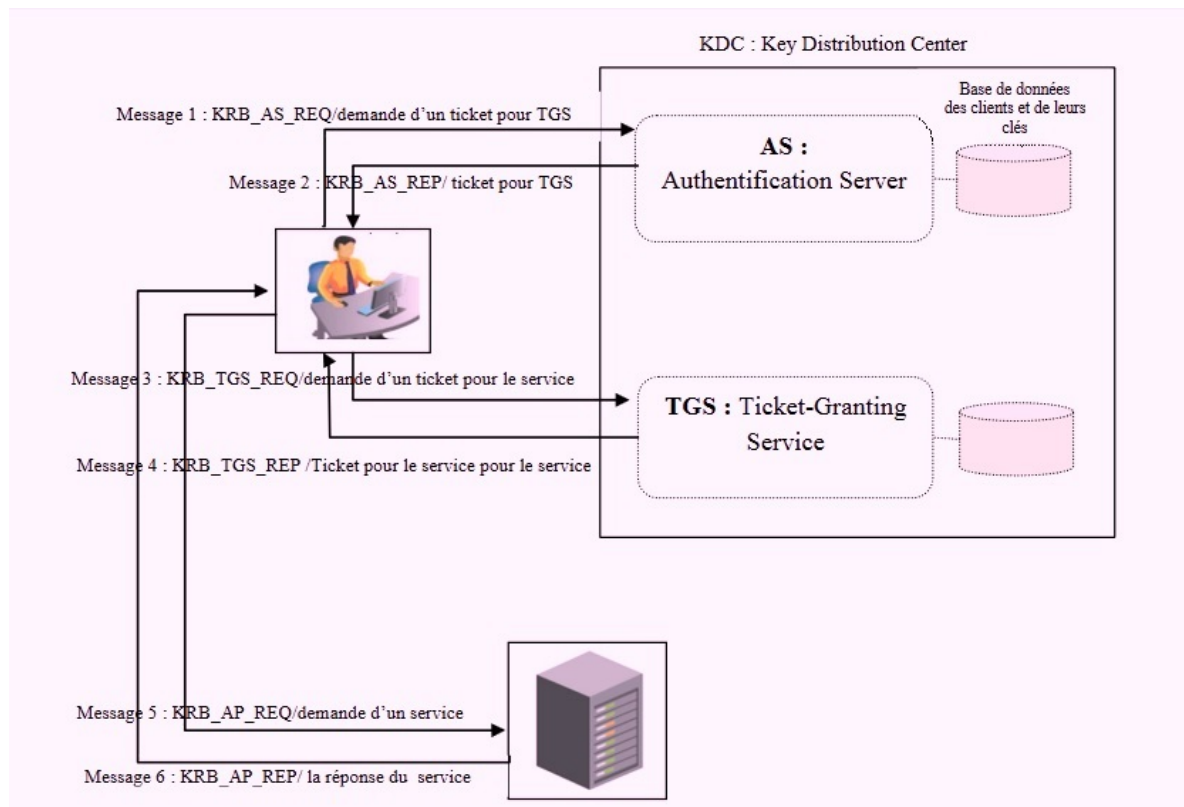 KDC : Key Distribution Center
Base de données
des clients et de leurs
clés
Message 1 : KRB_AS_REQ/demande d’un ticket pour TGS
AS :
Authentification Server
Message 2 : KRB_AS_REP/ ticket pour TGS
Message 3 : KRB_TGS_REQ/demande d’un ticket pour le service
TGS : Ticket-Granting
Service
Message 4 : KRB_TGS_REP /Ticket pour le service pour le service
Message 5 : KRB_AP_REQ/demande d’un service
Message 6 : KRB_AP_REP/ la réponse du service